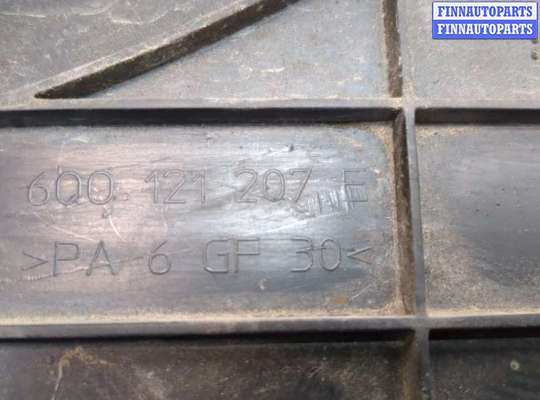 FINNAUTOPARTS
FINNAUTOPARTS
6Q0.121 207 E
>PA 6 GF 30<